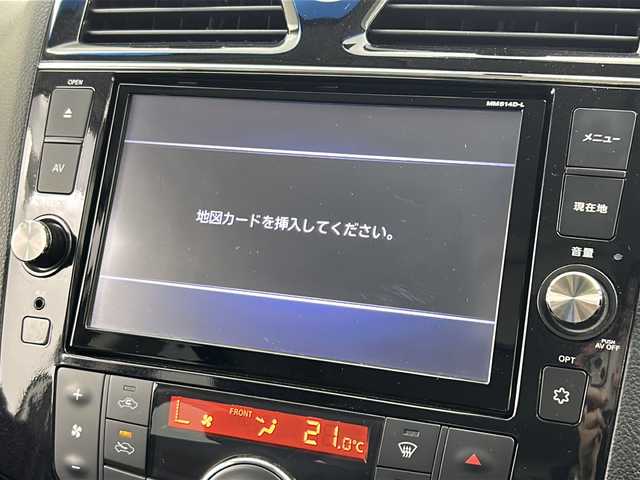 OPEN
MM514D-L
メニュー
AV
地図カードを挿入してください。
現在地
音量
PUSH
AV OFF
OPT
FRONT
21.0℃